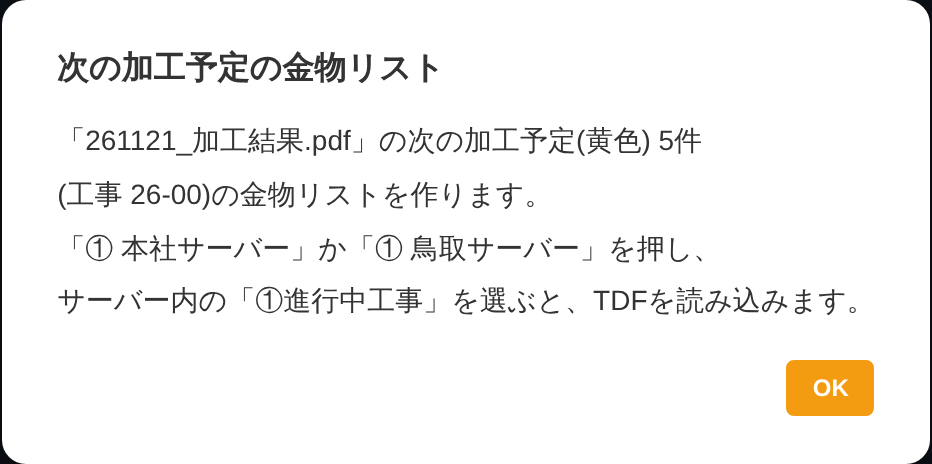 次の加工予定の金物リスト
「261121_加工結果.pdf」の次の加工予定(黄色) 5件
(工事 26-00)の金物リストを作ります。
「① 本社サーバー」か「① 鳥取サーバー」を押し、
サーバー内の「①進行中工事」を選ぶと、TDFを読み込みます。
OK